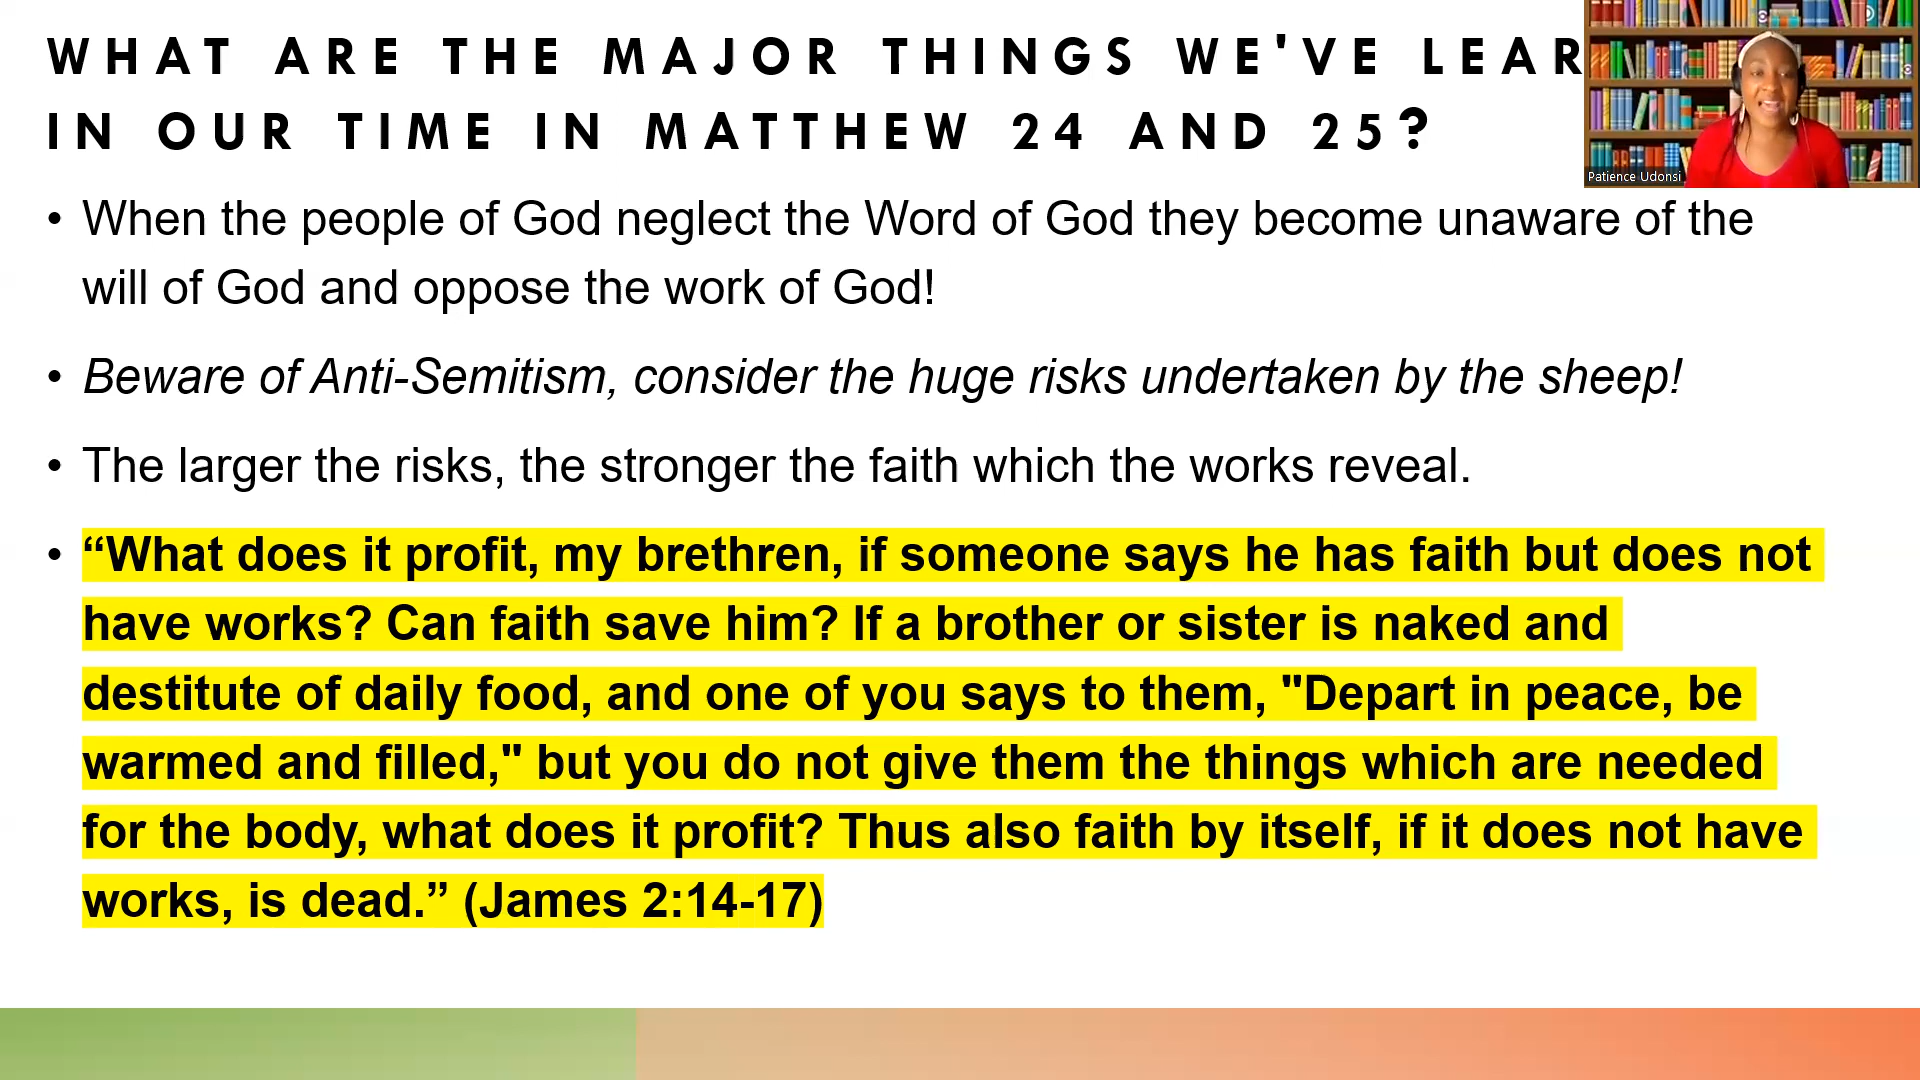 WHAT ARE THE MAJOR THINGS WE'VE LEAR
IN OUR TIME IN MATTHEW 24 AND 25?
Patience Udonsi
• When the people of God neglect the Word of God they become unaware of the
will of God and oppose the work of God!
• Beware of Anti-Semitism, consider the huge risks undertaken by the sheep!
• The larger the risks, the stronger the faith which the works reveal.
• “What does it profit, my brethren, if someone says he has faith but does not
have works? Can faith save him? If a brother or sister is naked and
destitute of daily food, and one of you says to them, "Depart in peace, be
warmed and filled," but you do not give them the things which are needed
for the body, what does it profit? Thus also faith by itself, if it does not have
works, is dead.” (James 2:14-17)